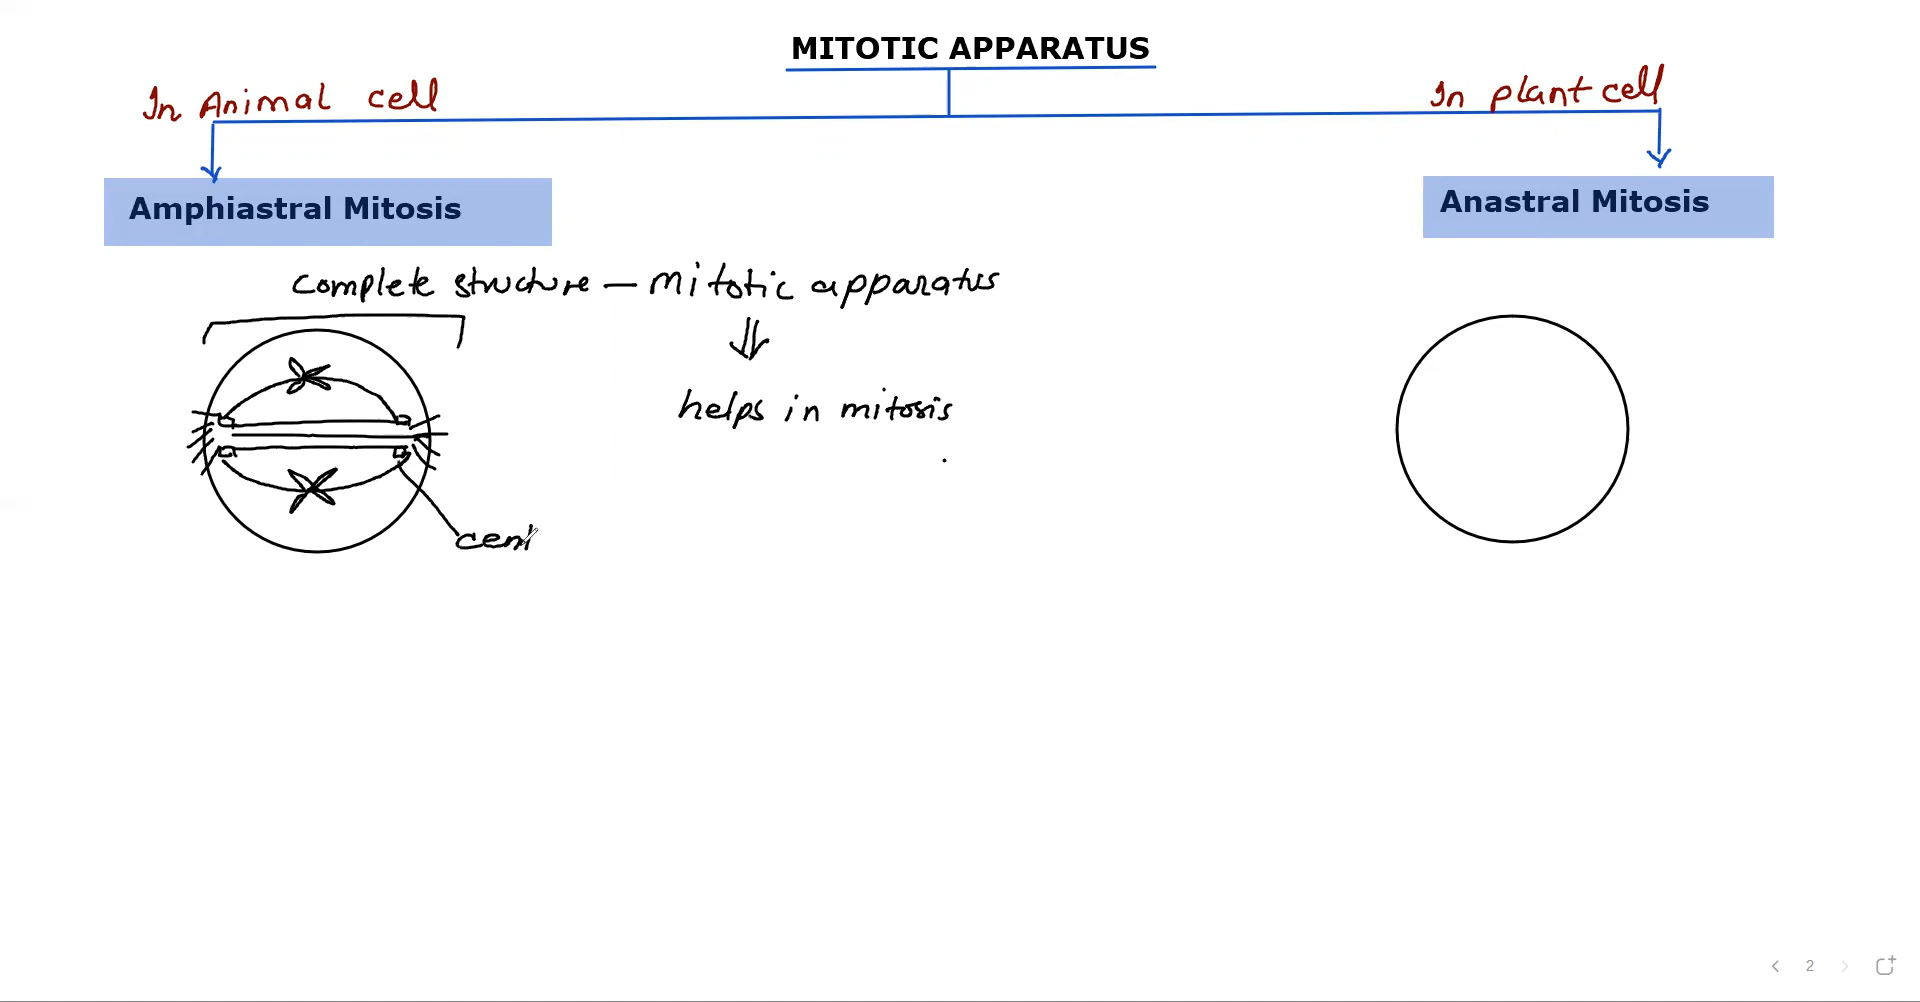 MITOTIC APPARATUS
In Animal cell
In plant cell
Amphiastral Mitosis
Anastral Mitosis
complete structure — mitotic apparatus
helps in mitosis
cent
2